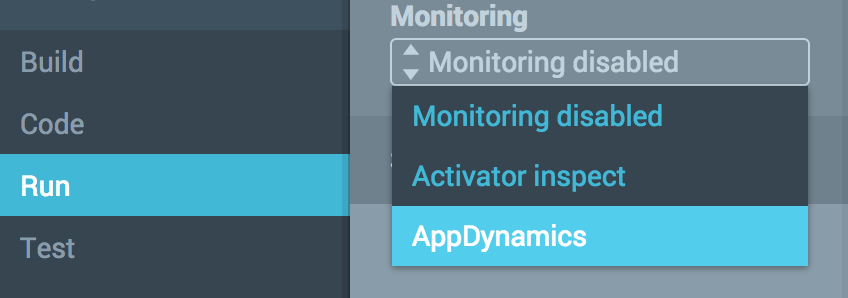 Monitoring
Build
Monitoring disabled
Monitoring disabled
Code
Activator inspect
Run
AppDynamics
Test